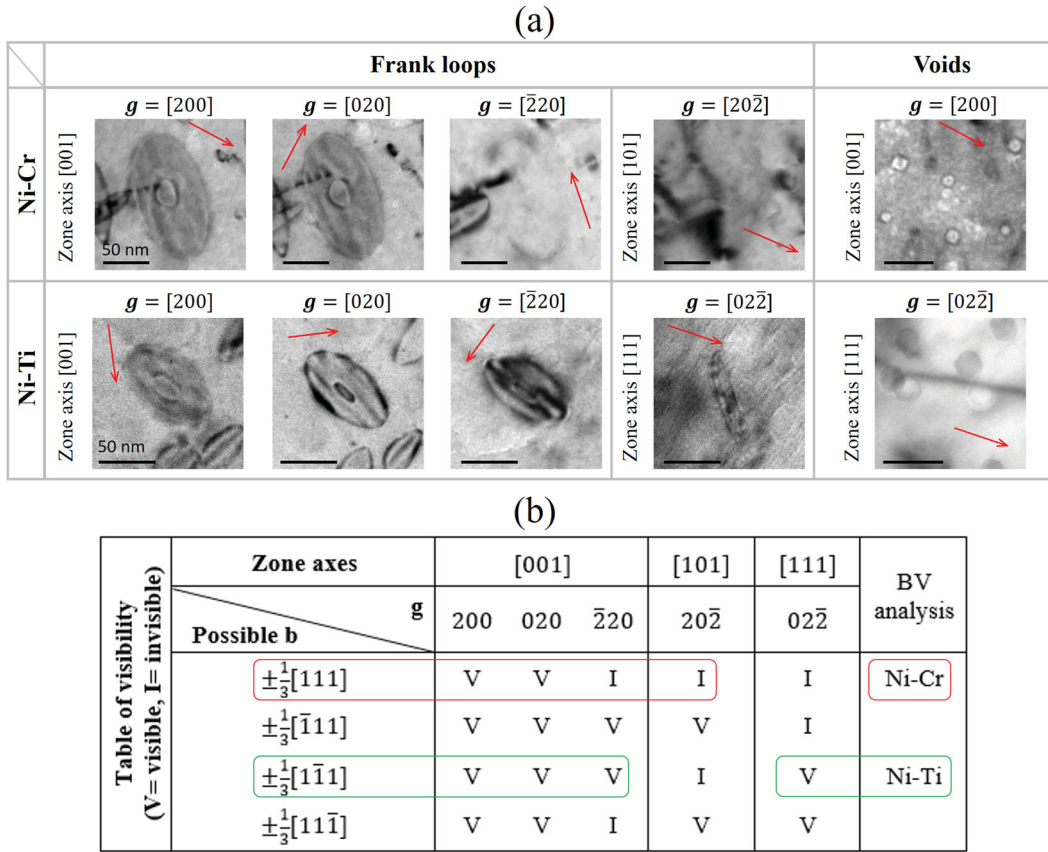 (a)
Frank loops Voids
Ni-Cr
Zone axis [001]
g = [200] g = [020] g = [2̄20]
50 nm
Zone axis [101]
g = [202̄]
Zone axis [001]
g = [200]
Ni-Ti
Zone axis [001]
g = [200] g = [020] g = [2̄20]
50 nm
Zone axis [111]
g = [022̄]
Zone axis [111]
g = [022̄]
(b)
Table of visibility
(V= visible, I= invisible)
Zone axes [001] [101] [111] BV
analysis
g
Possible b
200 020 2̄20 202̄ 022̄
±1/3[111] V V I I I Ni-Cr
±1/3[1̄11] V V V V I
±1/3[11̄1] V V V I V Ni-Ti
±1/3[111̄] V V I V V